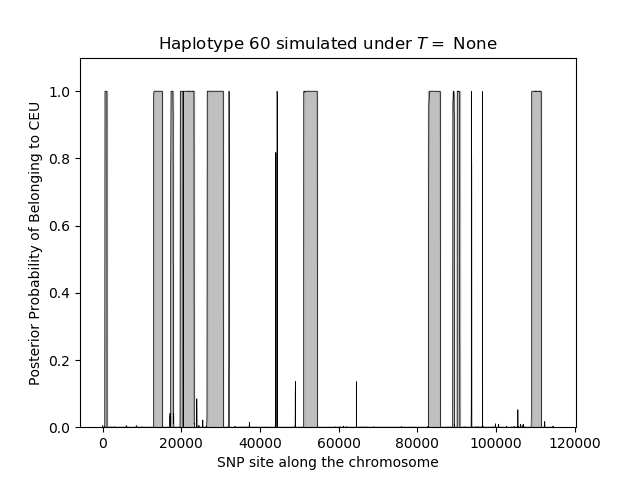 Haplotype 60 simulated under T = None
Posterior Probability of Belonging to CEU
1.0
0.8
0.6
0.4
0.2
0.0
0 20000 40000 60000 80000 100000 120000
SNP site along the chromosome